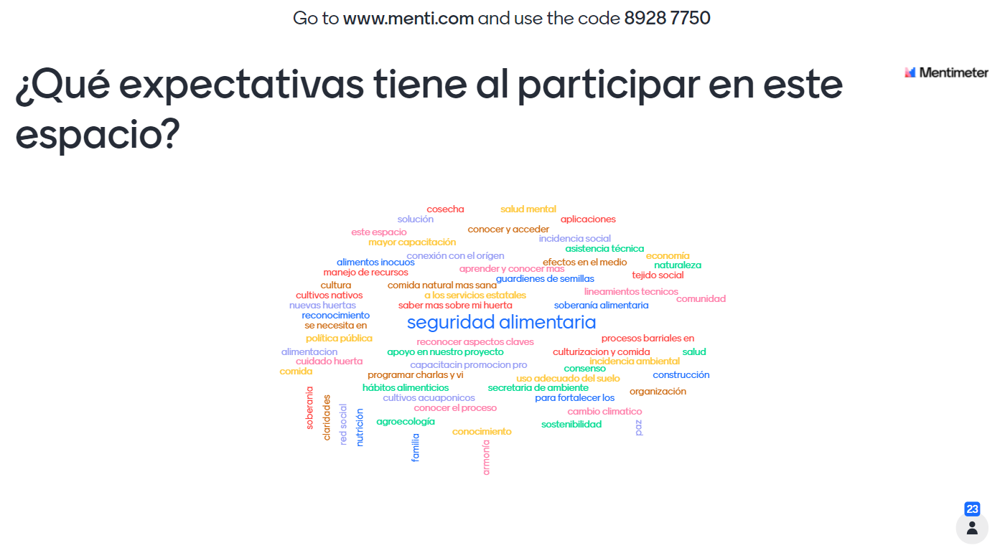 Go to www.menti.com and use the code 8928 7750
Mentimeter
¿Qué expectativas tiene al participar en este
espacio?
cosecha
salud mental
solución
aplicaciones
este espacio
conocer y acceder
mayor capacitación
incidencia social
asistencia técnica
conexión con el orígen
economía
alimentos inocuos
efectos en el medio
naturaleza
manejo de recursos
aprender y conocer mas
tejido social
guardienes de semillas
cultura
comida natural mas sana
cultivos nativos
a los servicios estatales
lineamientos tecnicos
comunidad
nuevas huertas
saber mas sobre mi huerta
soberanía alimentaria
reconocimiento
seguridad alimentaria
se necesita en
política pública
reconocer aspectos claves
procesos barriales en
alimentacion
apoyo en nuestro proyecto
culturizacion y comida
salud
cuidado huerta
capacitacin promocion pro
incidencia ambiental
comida
consenso
programar charlas y vi
uso adecuado del suelo
construcción
hábitos alimenticios
secretaria de ambiente
organización
cultivos acuaponicos
para fortalecer los
conocer el proceso
cambio climatico
soberania
claridades
red social
nutrición
agroecología
sostenibilidad
paz
conocimiento
familia
armonía
23